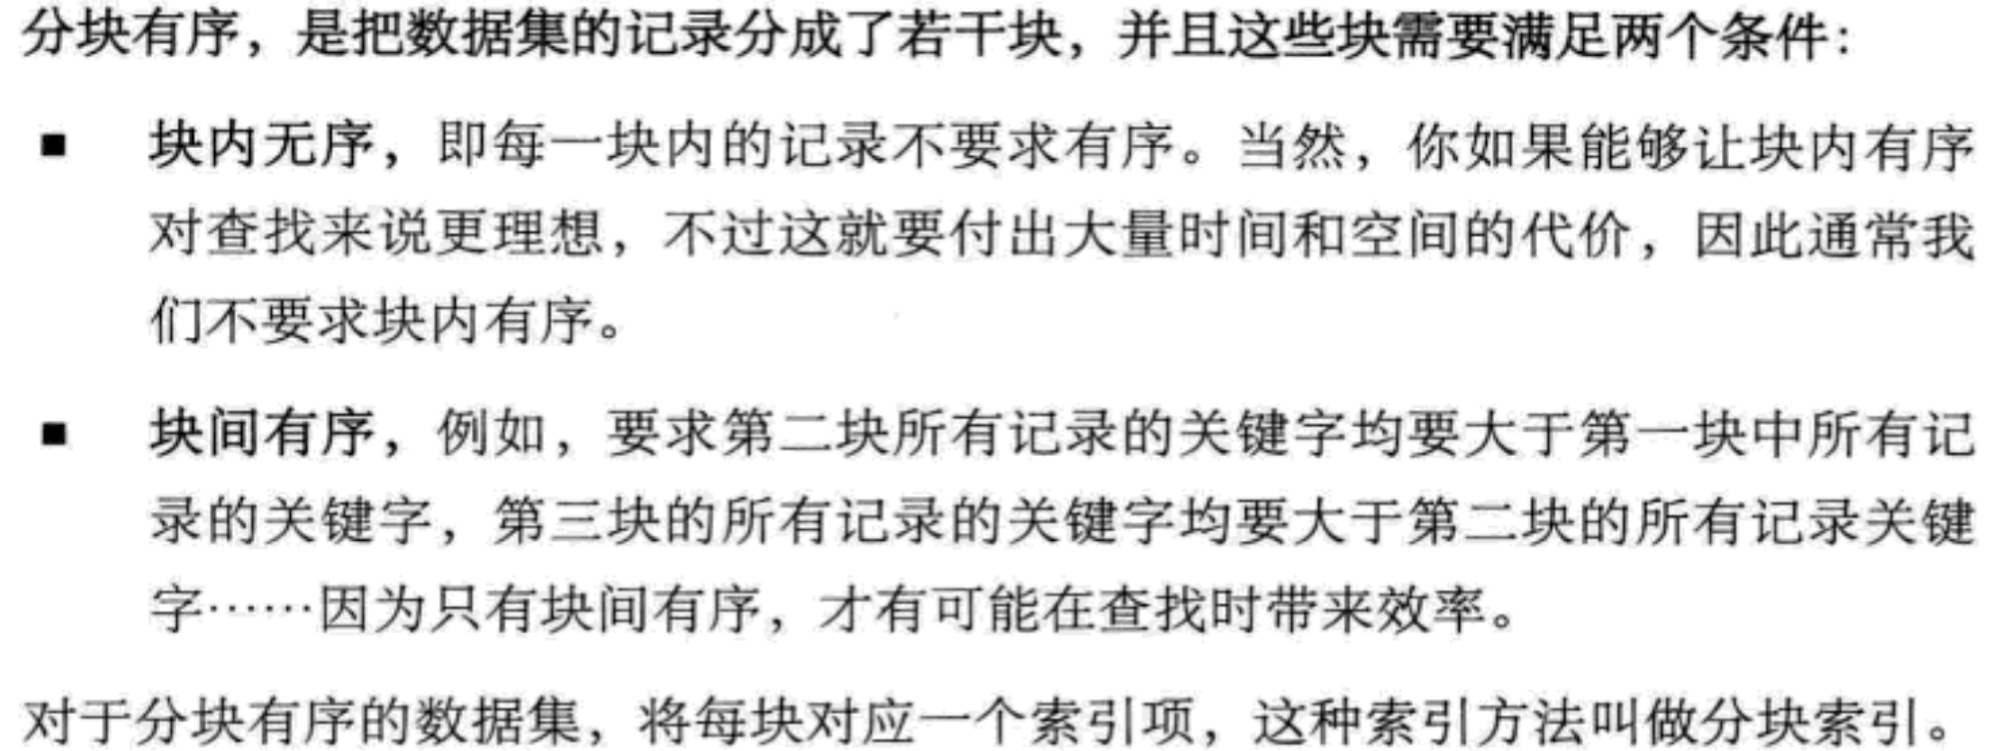 分块有序，是把数据集的记录分成了若干块，并且这些块需要满足两个条件：
■ 块内无序，即每一块内的记录不要求有序。当然，你如果能够让块内有序
对查找来说更理想，不过这就要付出大量时间和空间的代价，因此通常我
们不要求块内有序。
■ 块间有序，例如，要求第二块所有记录的关键字均要大于第一块中所有记
录的关键字，第三块的所有记录的关键字均要大于第二块的所有记录关键
字……因为只有块间有序，才有可能在查找时带来效率。
对于分块有序的数据集，将每块对应一个索引项，这种索引方法叫做分块索引。